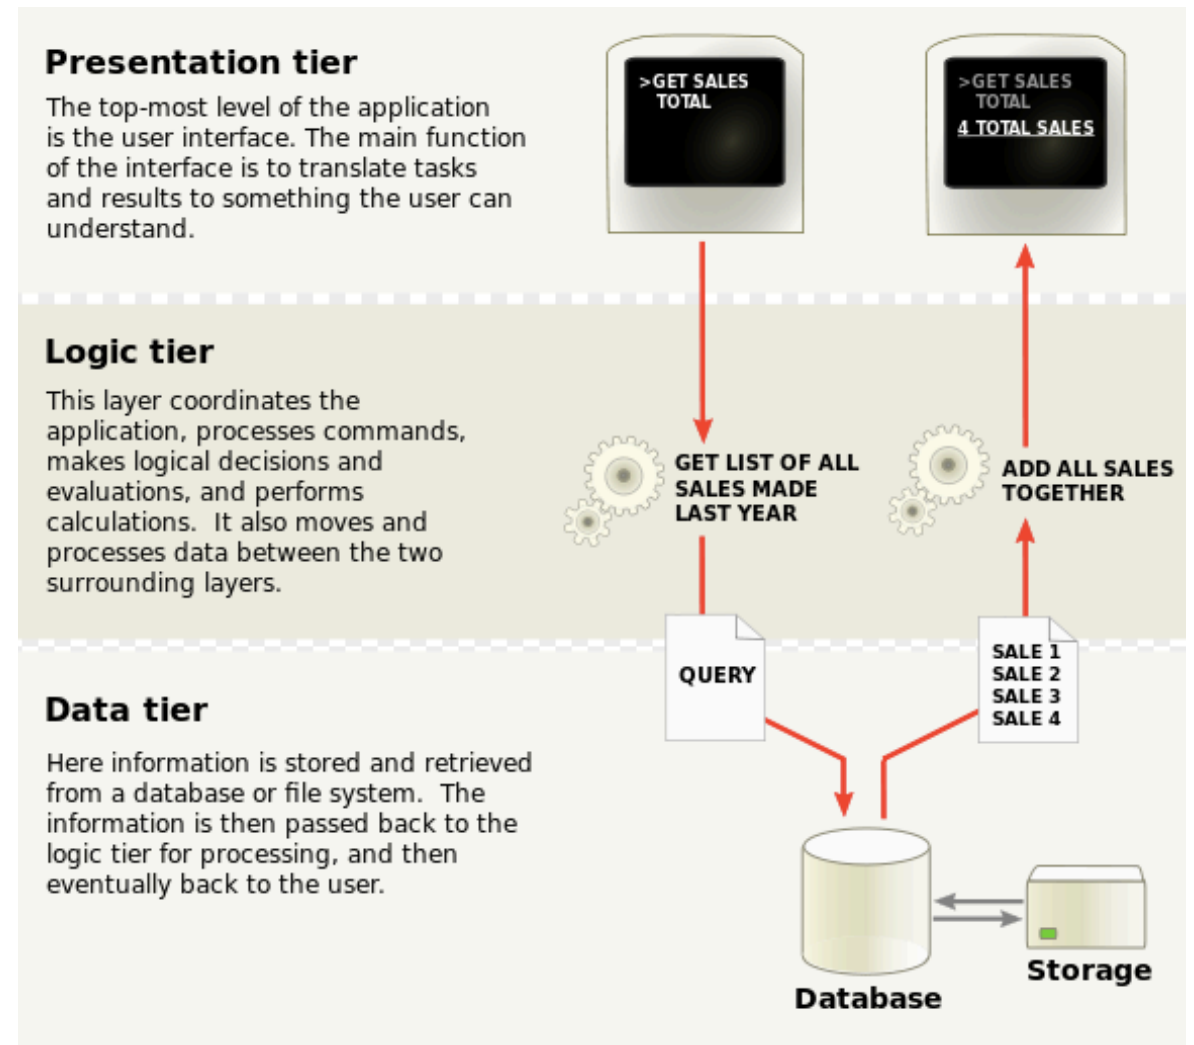 Presentation tier
The top-most level of the application
is the user interface. The main function
of the interface is to translate tasks
and results to something the user can
understand.
>GET SALES
TOTAL
>GET SALES
TOTAL
4 TOTAL SALES
Logic tier
This layer coordinates the
application, processes commands,
makes logical decisions and
evaluations, and performs
calculations.  It also moves and
processes data between the two
surrounding layers.
GET LIST OF ALL
SALES MADE
LAST YEAR
ADD ALL SALES
TOGETHER
QUERY
SALE 1
SALE 2
SALE 3
SALE 4
Data tier
Here information is stored and retrieved
from a database or file system.  The
information is then passed back to the
logic tier for processing, and then
eventually back to the user.
Database
Storage